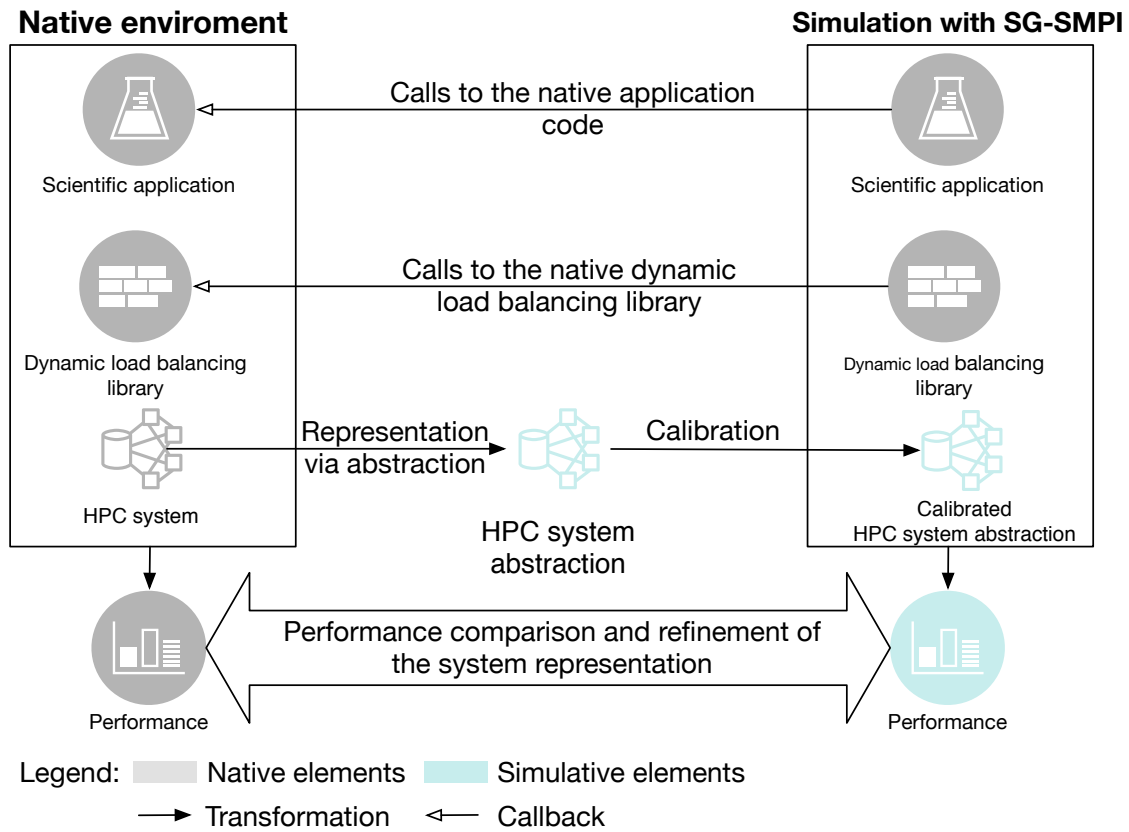 Native enviroment
Simulation with SG-SMPI
Calls to the native application
code
Scientific application
Scientific application
Calls to the native dynamic
load balancing library
Dynamic load balancing
library
Dynamic load balancing
library
Representation
via abstraction
Calibration
HPC system
HPC system
abstraction
Calibrated
HPC system abstraction
Performance comparison and refinement of
the system representation
Performance
Performance
Legend:
Native elements
Simulative elements
Transformation
Callback